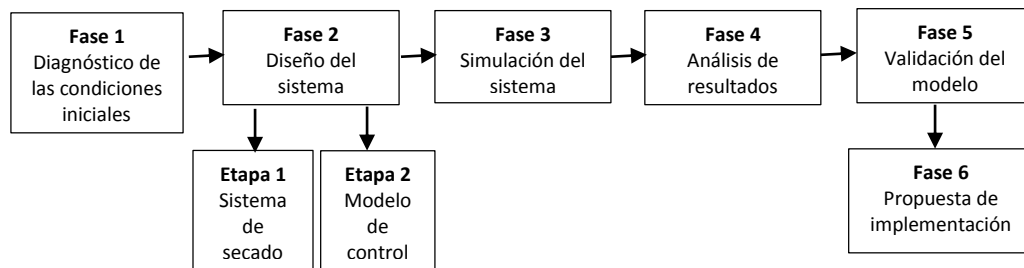 Fase 1
Diagnóstico de
las condiciones
iniciales
Fase 2
Diseño del
sistema
Fase 3
Simulación del
sistema
Fase 4
Análisis de
resultados
Fase 5
Validación del
modelo
Etapa 1
Sistema
de
secado
Etapa 2
Modelo
de
control
Fase 6
Propuesta de
implementación